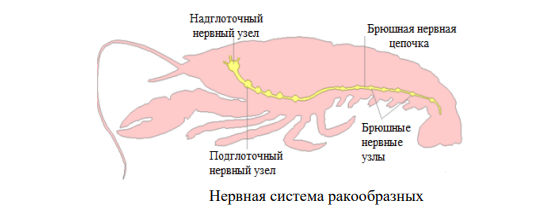 Надглоточный
нервный узел
Брюшная нервная
цепочка
Подглоточный
нервный узел
Брюшные
нервные
узлы
Нервная система ракообразных